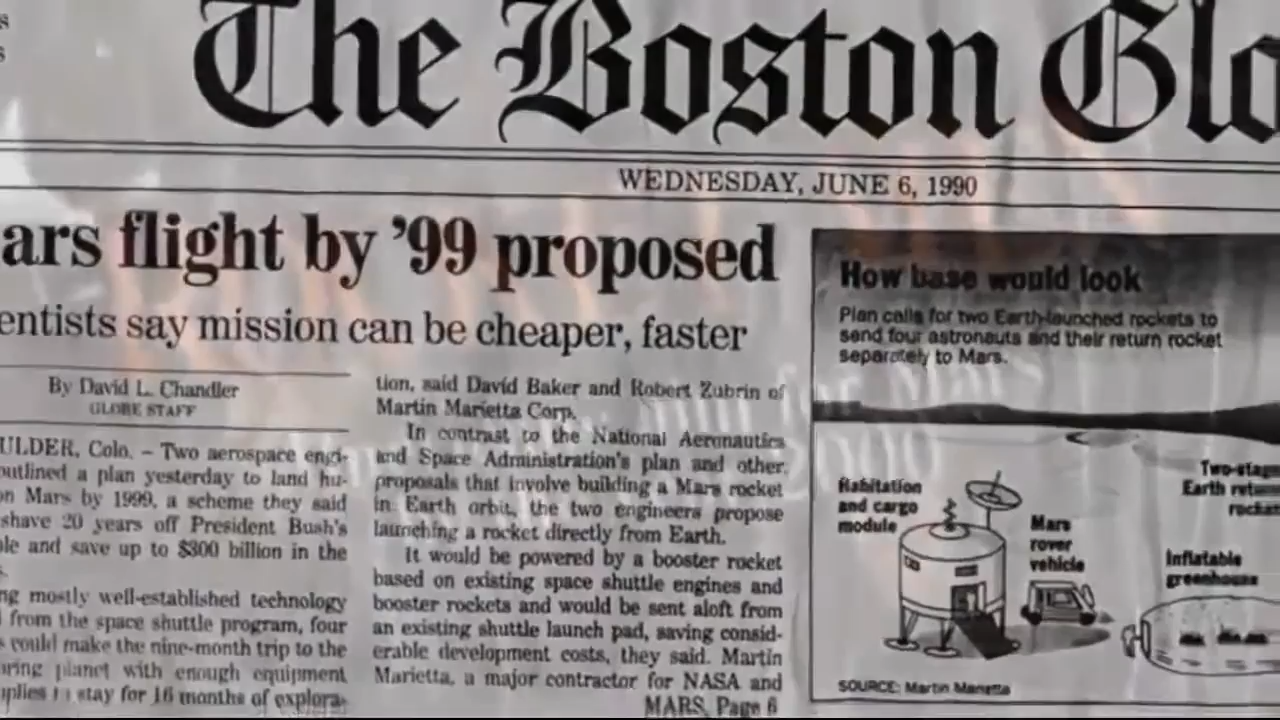 The Boston Glo
WEDNESDAY, JUNE 6, 1990
ars flight by '99 proposed
entists say mission can be cheaper, faster
By David L. Chandler
GLOBE STAFF
ULDER, Colo. – Two aerospace engi-
outlined a plan yesterday to land hu-
on Mars by 1999, a scheme they said
shave 20 years off President Bush's
le and save up to $300 billion in the
ng mostly well-established technology
from the space shuttle program, four
s could make the nine-month trip to the
oring planet with enough equipment
pplies to stay for 16 months of explora-
tion, said David Baker and Robert Zubrin of
Martin Marietta Corp.
In contrast to the National Aeronautics
and Space Administration's plan and other
proposals that involve building a Mars rocket
in Earth orbit, the two engineers propose
launching a rocket directly from Earth.
It would be powered by a booster rocket
based on existing space shuttle engines and
booster rockets and would be sent aloft from
an existing shuttle launch pad, saving consid-
erable development costs, they said. Martin
Marietta, a major contractor for NASA and
MARS, Page 6
How base would look
Plan calls for two Earth-launched rockets to
send four astronauts and their return rocket
separately to Mars.
Habitation
and cargo
module
Mars
rover
vehicle
Two-stage
Earth return
rocket
Inflatable
greenhouse
SOURCE: Martin Marietta
for Mars